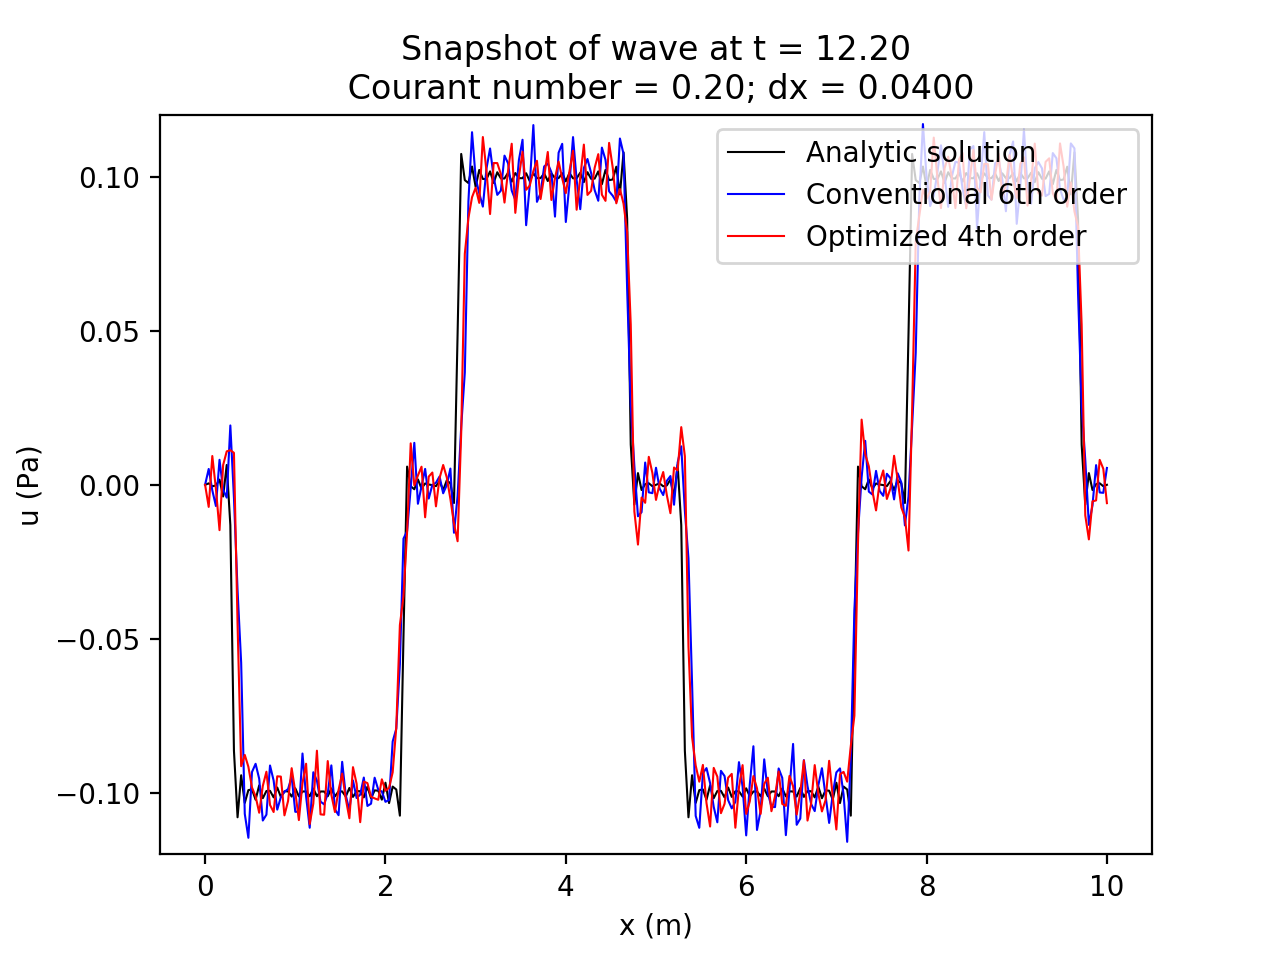 Snapshot of wave at t = 12.20
Courant number = 0.20; dx = 0.0400
Analytic solution
Conventional 6th order
Optimized 4th order
0.10
0.05
0.00
−0.05
−0.10
u (Pa)
0 2 4 6 8 10
x (m)